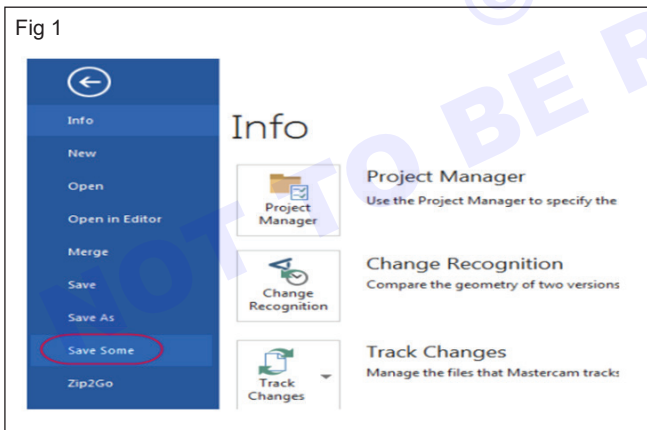 Fig 1
Info
New
Open
Open in Editor
Merge
Save
Save As
Save Some
Zip2Go
Info
Project
Manager
Project Manager
Use the Project Manager to specify the
Change
Recognition
Change Recognition
Compare the geometry of two versions
Track
Changes
Track Changes
Manage the files that Mastercam tracks
©
NOT TO BE R